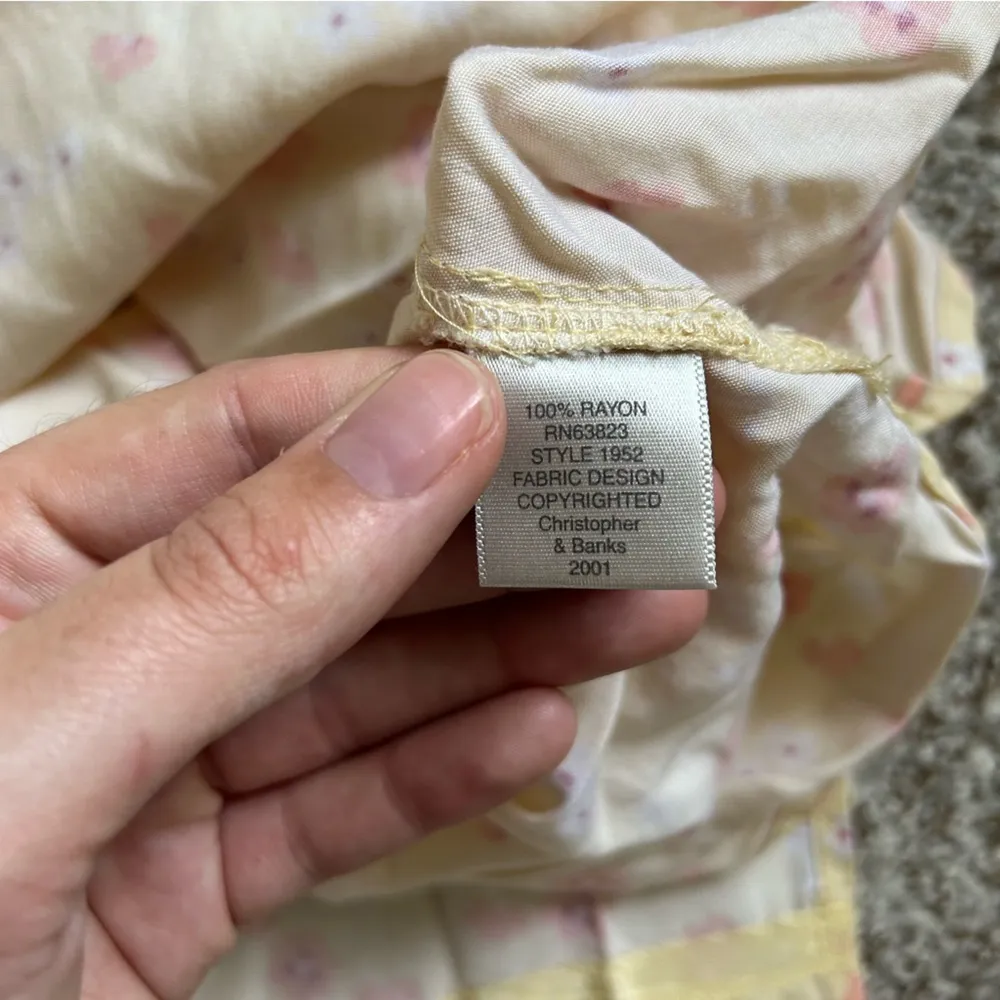 100% RAYON
RN63823
STYLE 1952
FABRIC DESIGN
COPYRIGHTED
Christopher
& Banks
2001